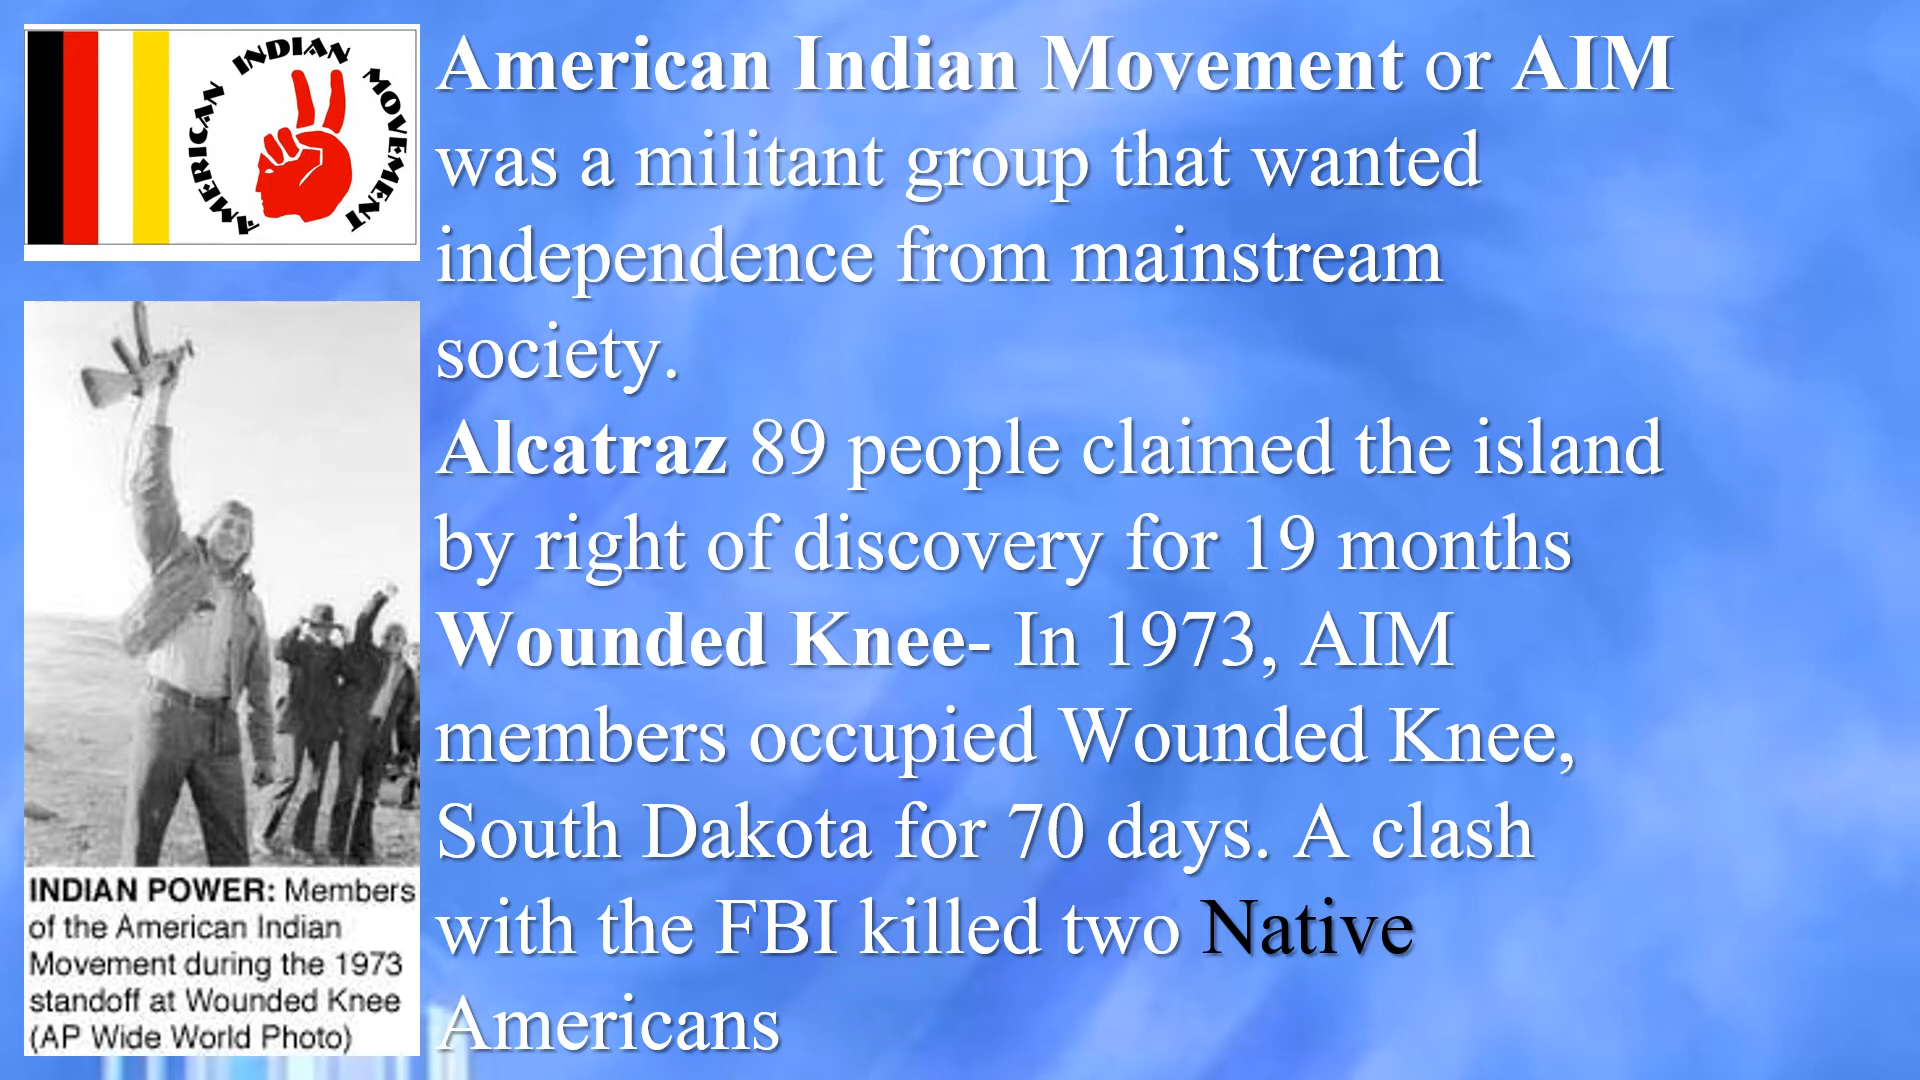 AMERICAN INDIAN MOVEMENT
American Indian Movement or AIM
was a militant group that wanted
independence from mainstream
society.
Alcatraz 89 people claimed the island
by right of discovery for 19 months
Wounded Knee- In 1973, AIM
members occupied Wounded Knee,
South Dakota for 70 days. A clash
with the FBI killed two Native
Americans
INDIAN POWER: Members
of the American Indian
Movement during the 1973
standoff at Wounded Knee
(AP Wide World Photo)